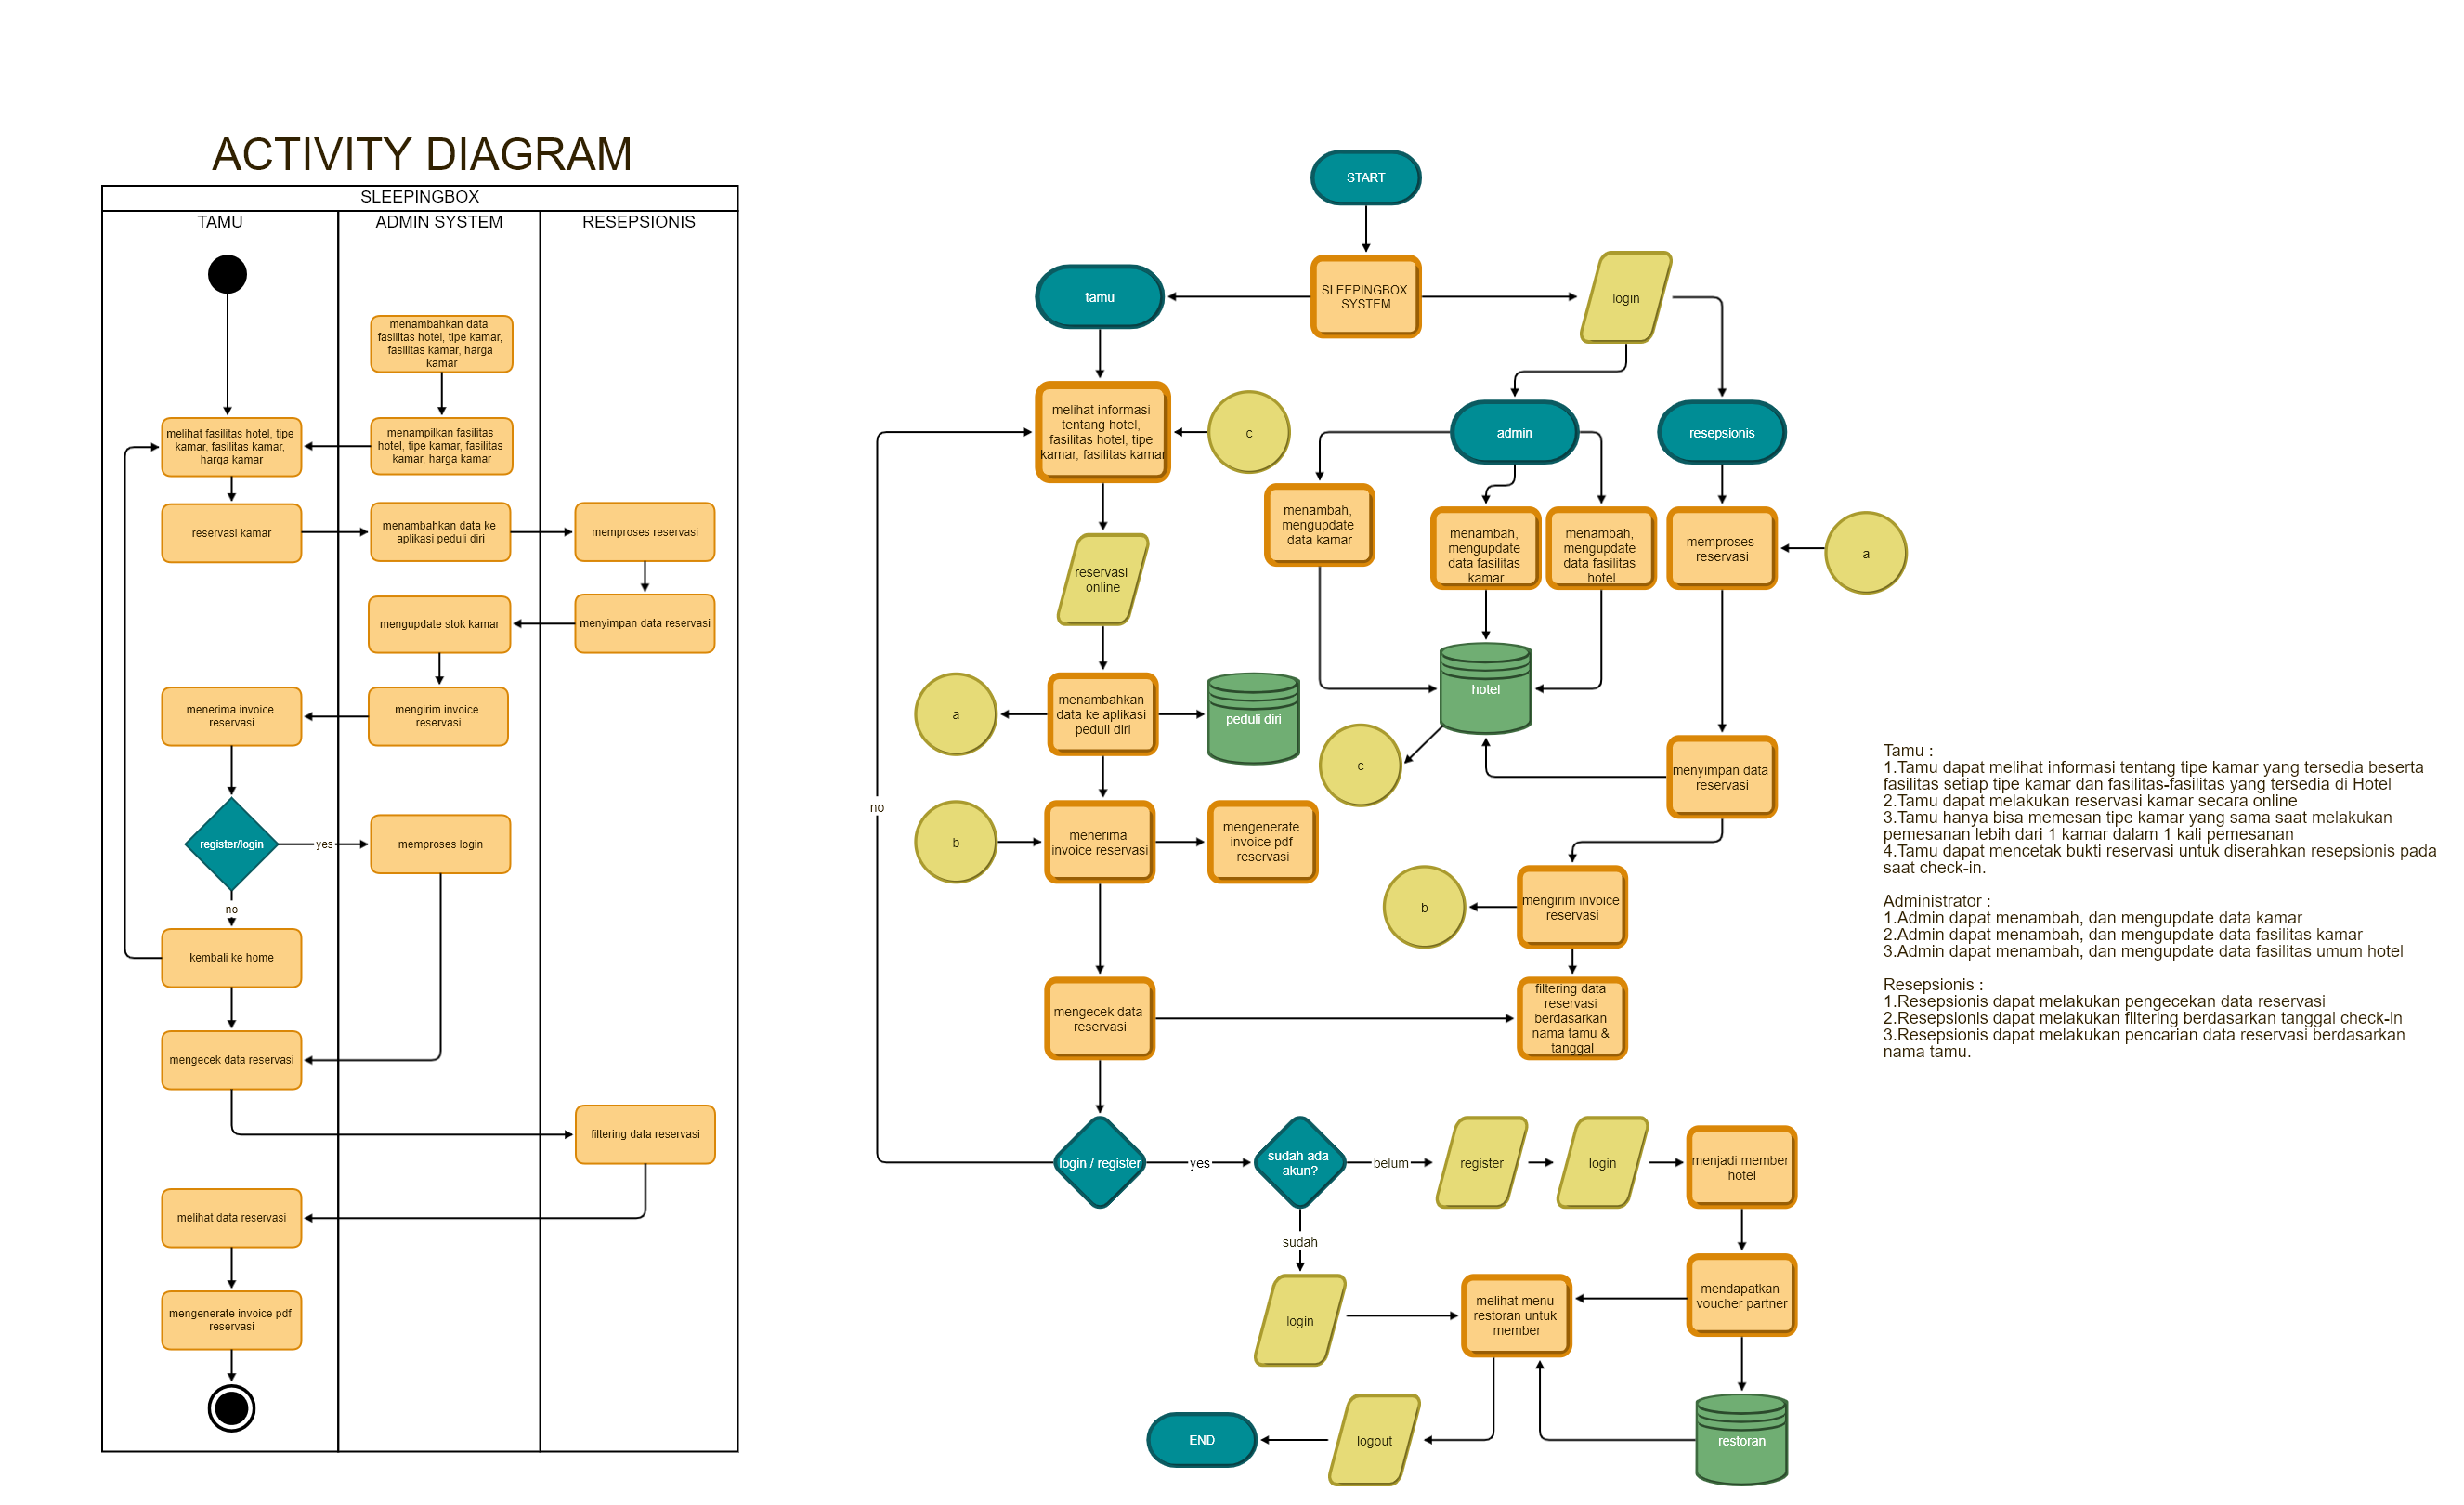 ACTIVITY DIAGRAM
SLEEPINGBOX
TAMU
ADMIN SYSTEM
RESEPSIONIS
menambahkan data
fasilitas hotel, tipe kamar,
fasilitas kamar, harga
kamar
melihat fasilitas hotel, tipe
kamar, fasilitas kamar,
harga kamar
menampilkan fasilitas
hotel, tipe kamar, fasilitas
kamar, harga kamar
reservasi kamar
menambahkan data ke
aplikasi peduli diri
memproses reservasi
mengupdate stok kamar
menyimpan data reservasi
menerima invoice
reservasi
mengirim invoice
reservasi
register/login
yes
memproses login
no
kembali ke home
mengecek data reservasi
filtering data reservasi
melihat data reservasi
mengenerate invoice pdf
reservasi
START
SLEEPINGBOX
SYSTEM
tamu
login
melihat informasi
tentang hotel,
fasilitas hotel, tipe
kamar, fasilitas kamar
c
admin
resepsionis
menambah,
mengupdate
data kamar
menambah,
mengupdate
data fasilitas
kamar
menambah,
mengupdate
data fasilitas
hotel
memproses
reservasi
a
reservasi
online
a
menambahkan
data ke aplikasi
peduli diri
peduli diri
hotel
c
menyimpan data
reservasi
no
b
menerima
invoice reservasi
mengenerate
invoice pdf
reservasi
b
mengirim invoice
reservasi
mengecek data
reservasi
filtering data
reservasi
berdasarkan
nama tamu &
tanggal
login / register
yes
sudah ada
akun?
belum
register
login
menjadi member
hotel
sudah
login
melihat menu
restoran untuk
member
mendapatkan
voucher partner
END
logout
restoran
Tamu :
1.Tamu dapat melihat informasi tentang tipe kamar yang tersedia beserta
fasilitas setiap tipe kamar dan fasilitas-fasilitas yang tersedia di Hotel
2.Tamu dapat melakukan reservasi kamar secara online
3.Tamu hanya bisa memesan tipe kamar yang sama saat melakukan
pemesanan lebih dari 1 kamar dalam 1 kali pemesanan
4.Tamu dapat mencetak bukti reservasi untuk diserahkan resepsionis pada
saat check-in.
Administrator :
1.Admin dapat menambah, dan mengupdate data kamar
2.Admin dapat menambah, dan mengupdate data fasilitas kamar
3.Admin dapat menambah, dan mengupdate data fasilitas umum hotel
Resepsionis :
1.Resepsionis dapat melakukan pengecekan data reservasi
2.Resepsionis dapat melakukan filtering berdasarkan tanggal check-in
3.Resepsionis dapat melakukan pencarian data reservasi berdasarkan
nama tamu.